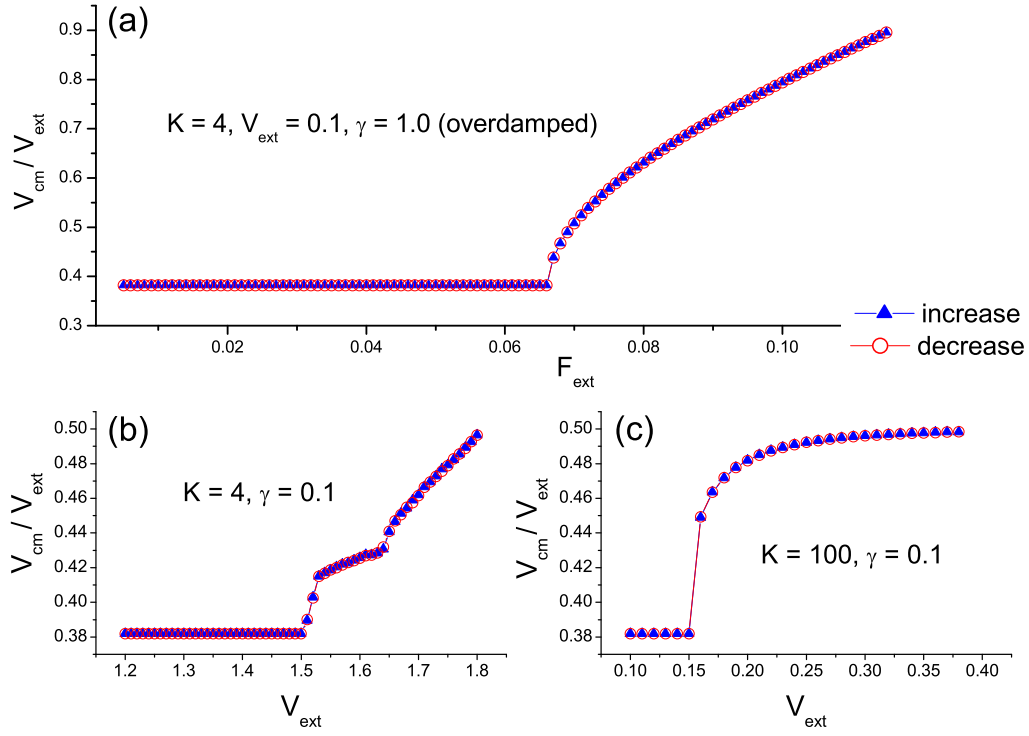 (a)
0.9
0.8
0.7
0.6
0.5
0.4
0.3
V_cm / V_ext
K = 4, V_ext = 0.1, γ = 1.0 (overdamped)
0.02 0.04 0.06 0.08 0.10
F_ext
increase
decrease
(b)
0.50
0.48
0.46
0.44
0.42
0.40
0.38
V_cm / V_ext
K = 4, γ = 0.1
1.2 1.3 1.4 1.5 1.6 1.7 1.8
V_ext
(c)
0.50
0.48
0.46
0.44
0.42
0.40
0.38
V_cm / V_ext
K = 100, γ = 0.1
0.10 0.15 0.20 0.25 0.30 0.35 0.40
V_ext